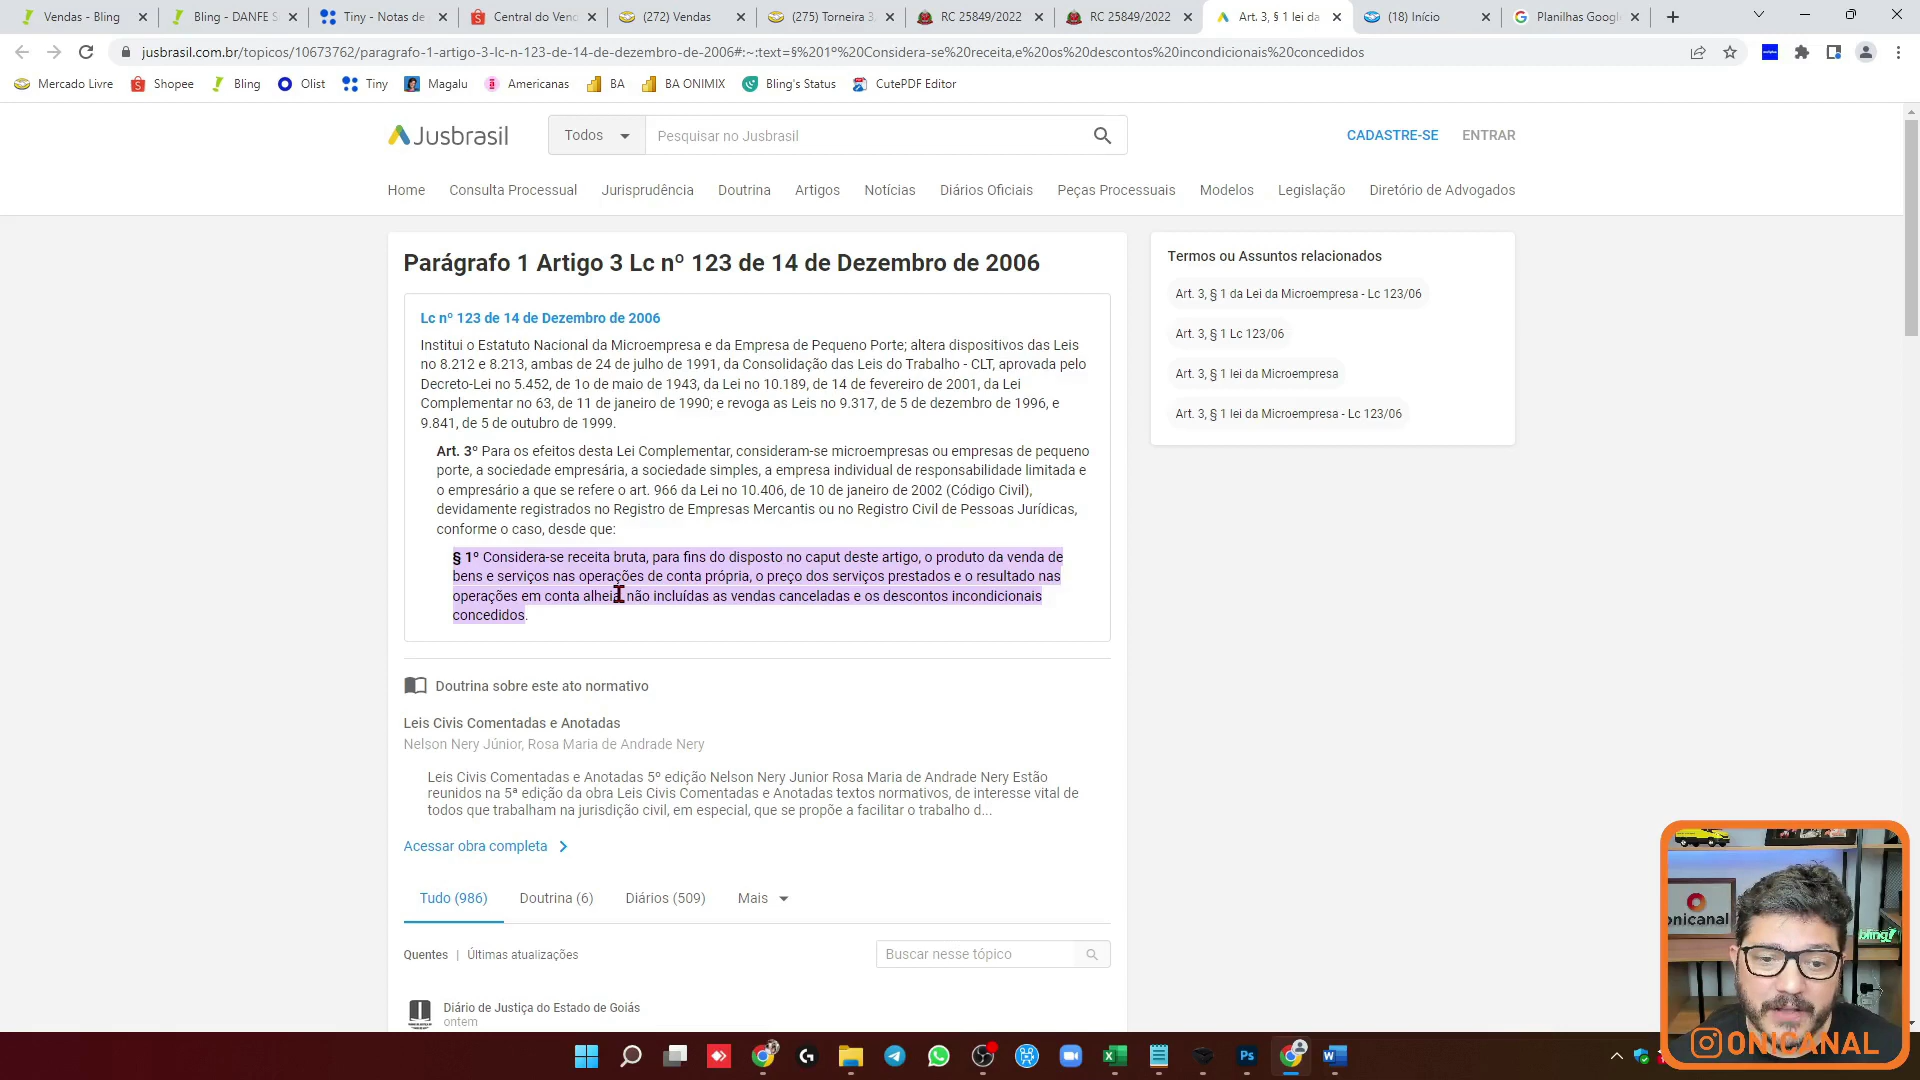 Vendas - Bling
Bling - DANFE S
Tiny - Notas de
Central do Vend
(272) Vendas
(275) Torneira 3
RC 25849/2022
RC 25849/2022
Art. 3, § 1 lei da
(18) Início
Planilhas Googl
jusbrasil.com.br/topicos/10673762/paragrafo-1-artigo-3-lc-n-123-de-14-de-dezembro-de-2006#:~:text=§%201º%20Considera-se%20receita,e%20os%20descontos%20incondicionais%20concedidos
Mercado Livre
Shopee
Bling
Olist
Tiny
Magalu
Americanas
BA
BA ONIMIX
Bling's Status
CutePDF Editor
Jusbrasil
Todos
Pesquisar no Jusbrasil
CADASTRE-SE
ENTRAR
Home
Consulta Processual
Jurisprudência
Doutrina
Artigos
Notícias
Diários Oficiais
Peças Processuais
Modelos
Legislação
Diretório de Advogados
Parágrafo 1 Artigo 3 Lc nº 123 de 14 de Dezembro de 2006
Lc nº 123 de 14 de Dezembro de 2006
Institui o Estatuto Nacional da Microempresa e da Empresa de Pequeno Porte; altera dispositivos das Leis
no 8.212 e 8.213, ambas de 24 de julho de 1991, da Consolidação das Leis do Trabalho - CLT, aprovada pelo
Decreto-Lei no 5.452, de 1o de maio de 1943, da Lei no 10.189, de 14 de fevereiro de 2001, da Lei
Complementar no 63, de 11 de janeiro de 1990; e revoga as Leis no 9.317, de 5 de dezembro de 1996, e
9.841, de 5 de outubro de 1999.
Art. 3º Para os efeitos desta Lei Complementar, consideram-se microempresas ou empresas de pequeno
porte, a sociedade empresária, a sociedade simples, a empresa individual de responsabilidade limitada e
o empresário a que se refere o art. 966 da Lei no 10.406, de 10 de janeiro de 2002 (Código Civil),
devidamente registrados no Registro de Empresas Mercantis ou no Registro Civil de Pessoas Jurídicas,
conforme o caso, desde que:
§ 1º Considera-se receita bruta, para fins do disposto no caput deste artigo, o produto da venda de
bens e serviços nas operações de conta própria, o preço dos serviços prestados e o resultado nas
operações em conta alheia, não incluídas as vendas canceladas e os descontos incondicionais
concedidos.
Termos ou Assuntos relacionados
Art. 3, § 1 da Lei da Microempresa - Lc 123/06
Art. 3, § 1 Lc 123/06
Art. 3, § 1 lei da Microempresa
Art. 3, § 1 lei da Microempresa - Lc 123/06
Doutrina sobre este ato normativo
Leis Civis Comentadas e Anotadas
Nelson Nery Júnior, Rosa Maria de Andrade Nery
Leis Civis Comentadas e Anotadas 5º edição Nelson Nery Junior Rosa Maria de Andrade Nery Estão
reunidos na 5ª edição da obra Leis Civis Comentadas e Anotadas textos normativos, de interesse vital de
todos que trabalham na jurisdição civil, em especial, que se propõe a facilitar o trabalho d...
Acessar obra completa
Tudo (986)
Doutrina (6)
Diários (509)
Mais
Quentes | Últimas atualizações
Buscar nesse tópico
Diário de Justiça do Estado de Goiás
ontem
onicanal
bling!
ONICANAL